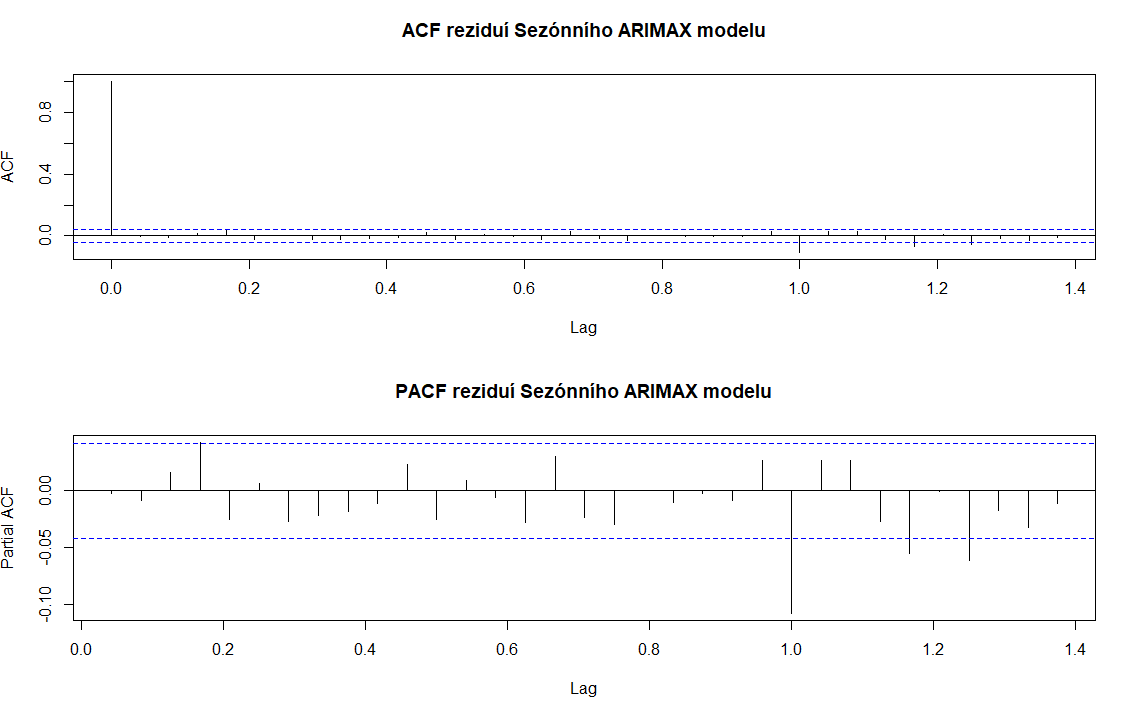 ACF reziduí Sezónního ARIMAX modelu
ACF
0.8
0.4
0.0
0.0 0.2 0.4 0.6 0.8 1.0 1.2 1.4
Lag
PACF reziduí Sezónního ARIMAX modelu
Partial ACF
0.00
-0.05
-0.10
0.0 0.2 0.4 0.6 0.8 1.0 1.2 1.4
Lag